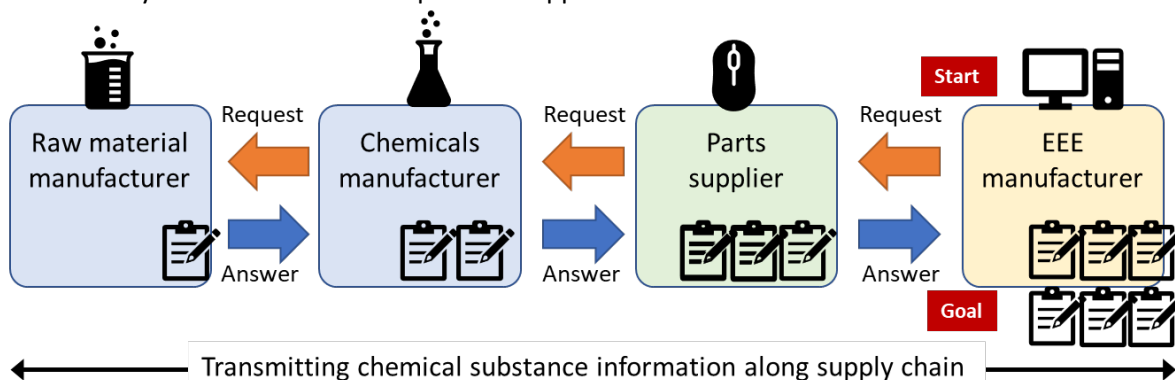 Start
Request
Request
Request
Raw material
manufacturer
Chemicals
manufacturer
Parts
supplier
EEE
manufacturer
Answer
Answer
Answer
Goal
Transmitting chemical substance information along supply chain